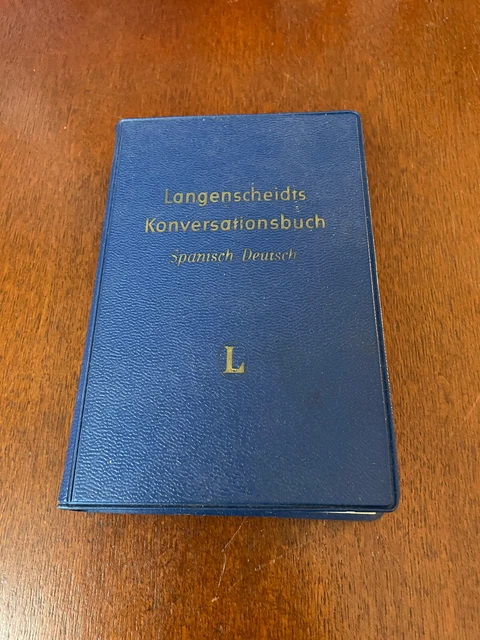 Langenscheidts
Konversationsbuch
Spanisch Deutsch
L